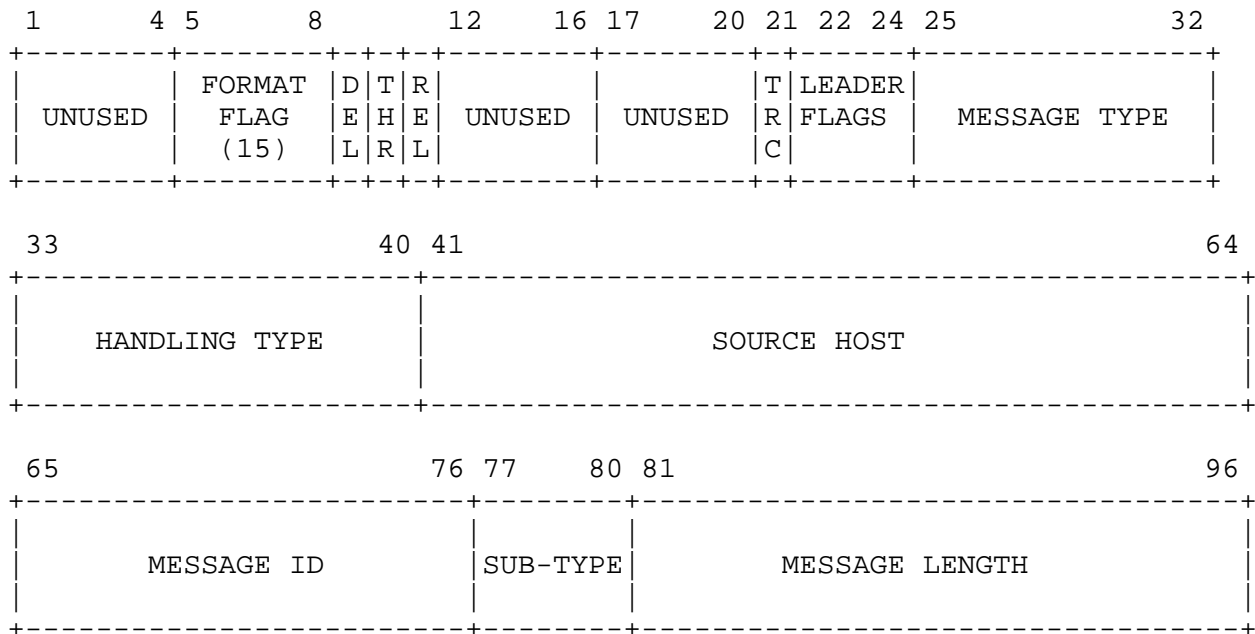 1 4 5 8 12 16 17 20 21 22 24 25 32
FORMAT D T R T LEADER
UNUSED FLAG E H E UNUSED UNUSED R FLAGS MESSAGE TYPE
(15) L R L C
33 40 41 64
HANDLING TYPE SOURCE HOST
65 76 77 80 81 96
MESSAGE ID SUB-TYPE MESSAGE LENGTH